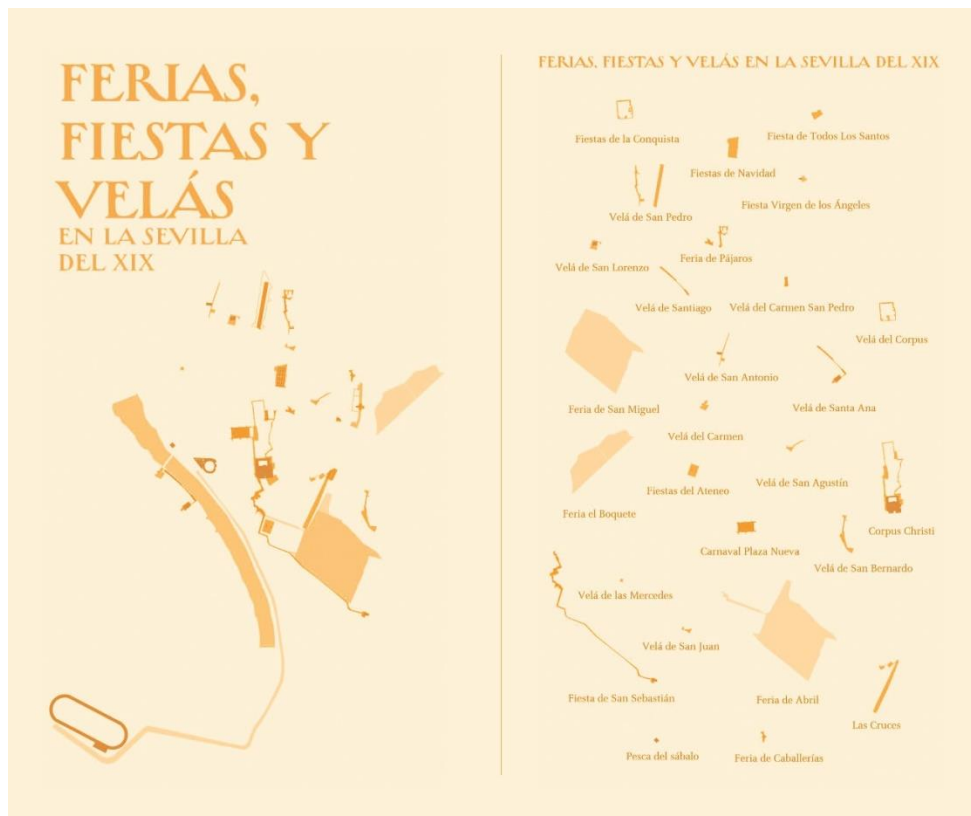 FERIAS,
FIESTAS Y
VELÁS
EN LA SEVILLA
DEL XIX
FERIAS, FIESTAS Y VELÁS EN LA SEVILLA DEL XIX
Fiestas de la Conquista
Fiesta de Todos Los Santos
Fiestas de Navidad
Fiesta Virgen de los Ángeles
Velá de San Pedro
Feria de Pájaros
Velá de San Lorenzo
Velá de Santiago
Velá del Carmen San Pedro
Velá del Corpus
Velá de San Antonio
Feria de San Miguel
Velá de Santa Ana
Velá del Carmen
Velá de San Agustín
Fiestas del Ateneo
Feria el Boquete
Corpus Christi
Carnaval Plaza Nueva
Velá de San Bernardo
Velá de las Mercedes
Velá de San Juan
Fiesta de San Sebastián
Feria de Abril
Las Cruces
Pesca del sábalo
Feria de Caballerías